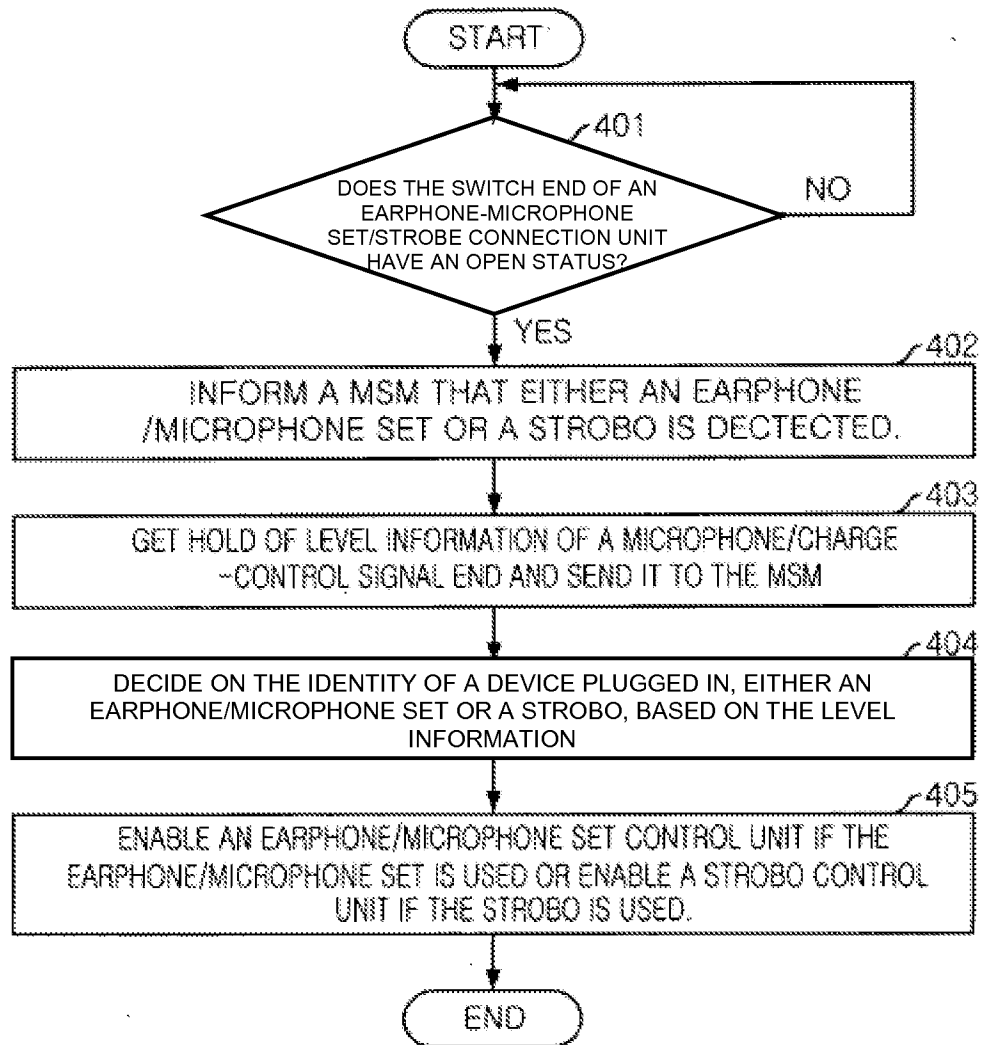 START
401
DOES THE SWITCH END OF AN
EARPHONE-MICROPHONE
SET/STROBE CONNECTION UNIT
HAVE AN OPEN STATUS?
NO
YES
402
INFORM A MSM THAT EITHER AN EARPHONE
/MICROPHONE SET OR A STROBO IS DECTECTED.
403
GET HOLD OF LEVEL INFORMATION OF A MICROPHONE/CHARGE
-CONTROL SIGNAL END AND SEND IT TO THE MSM
404
DECIDE ON THE IDENTITY OF A DEVICE PLUGGED IN, EITHER AN
EARPHONE/MICROPHONE SET OR A STROBO, BASED ON THE LEVEL
INFORMATION
405
ENABLE AN EARPHONE/MICROPHONE SET CONTROL UNIT IF THE
EARPHONE/MICROPHONE SET IS USED OR ENABLE A STROBO CONTROL
UNIT IF THE STROBO IS USED.
END